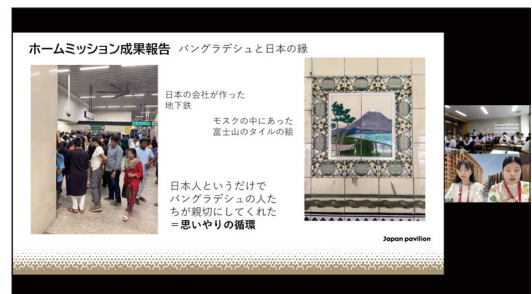 ホームミッション成果報告 バングラデシュと日本の縁
日本の会社が作った
地下鉄
モスクの中にあった
富士山のタイルの絵
日本人というだけで
バングラデシュの人た
ちが親切にしてくれた
＝思いやりの循環
Japan pavilion